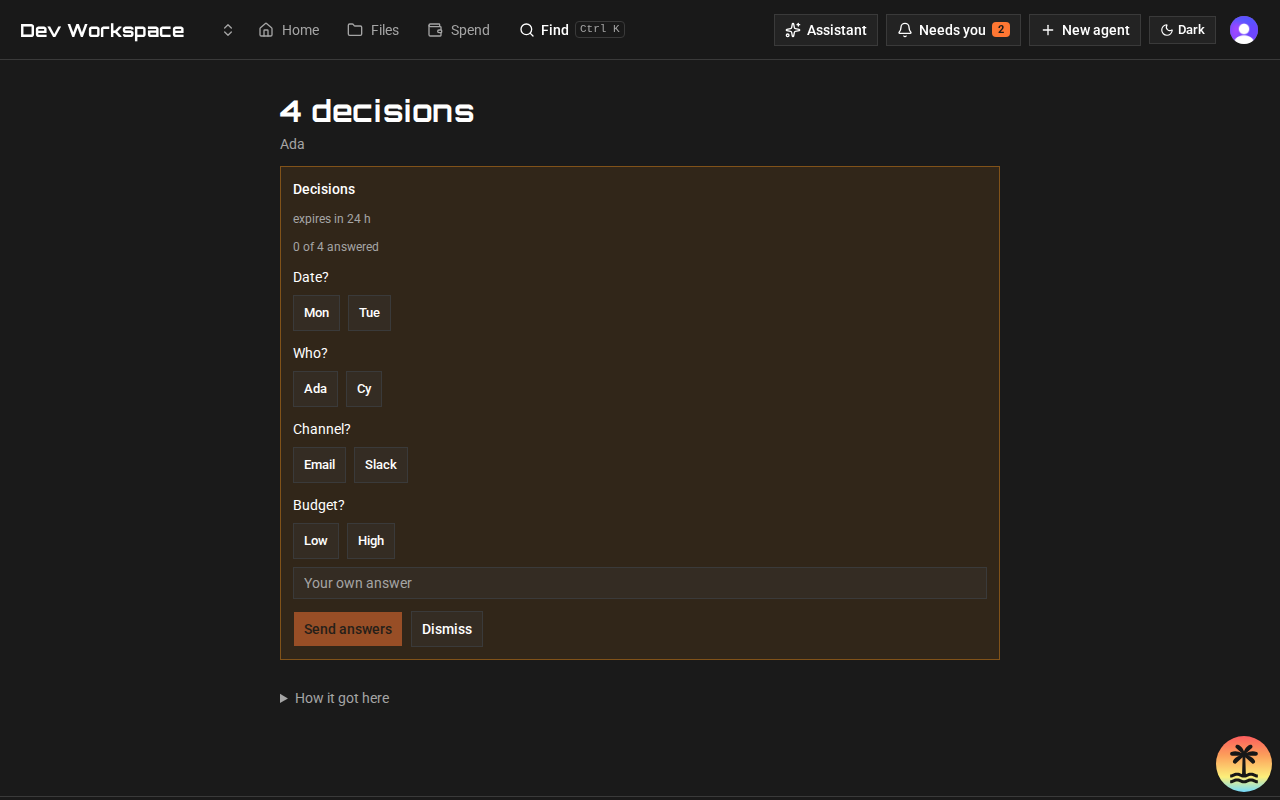 Dev Workspace
Home
Files
Spend
Find Ctrl K
Assistant
Needs you 2
New agent
Dark
4 decisions
Ada
Decisions
expires in 24 h
0 of 4 answered
Date?
Mon Tue
Who?
Ada Cy
Channel?
Email Slack
Budget?
Low High
Your own answer
Send answers Dismiss
How it got here